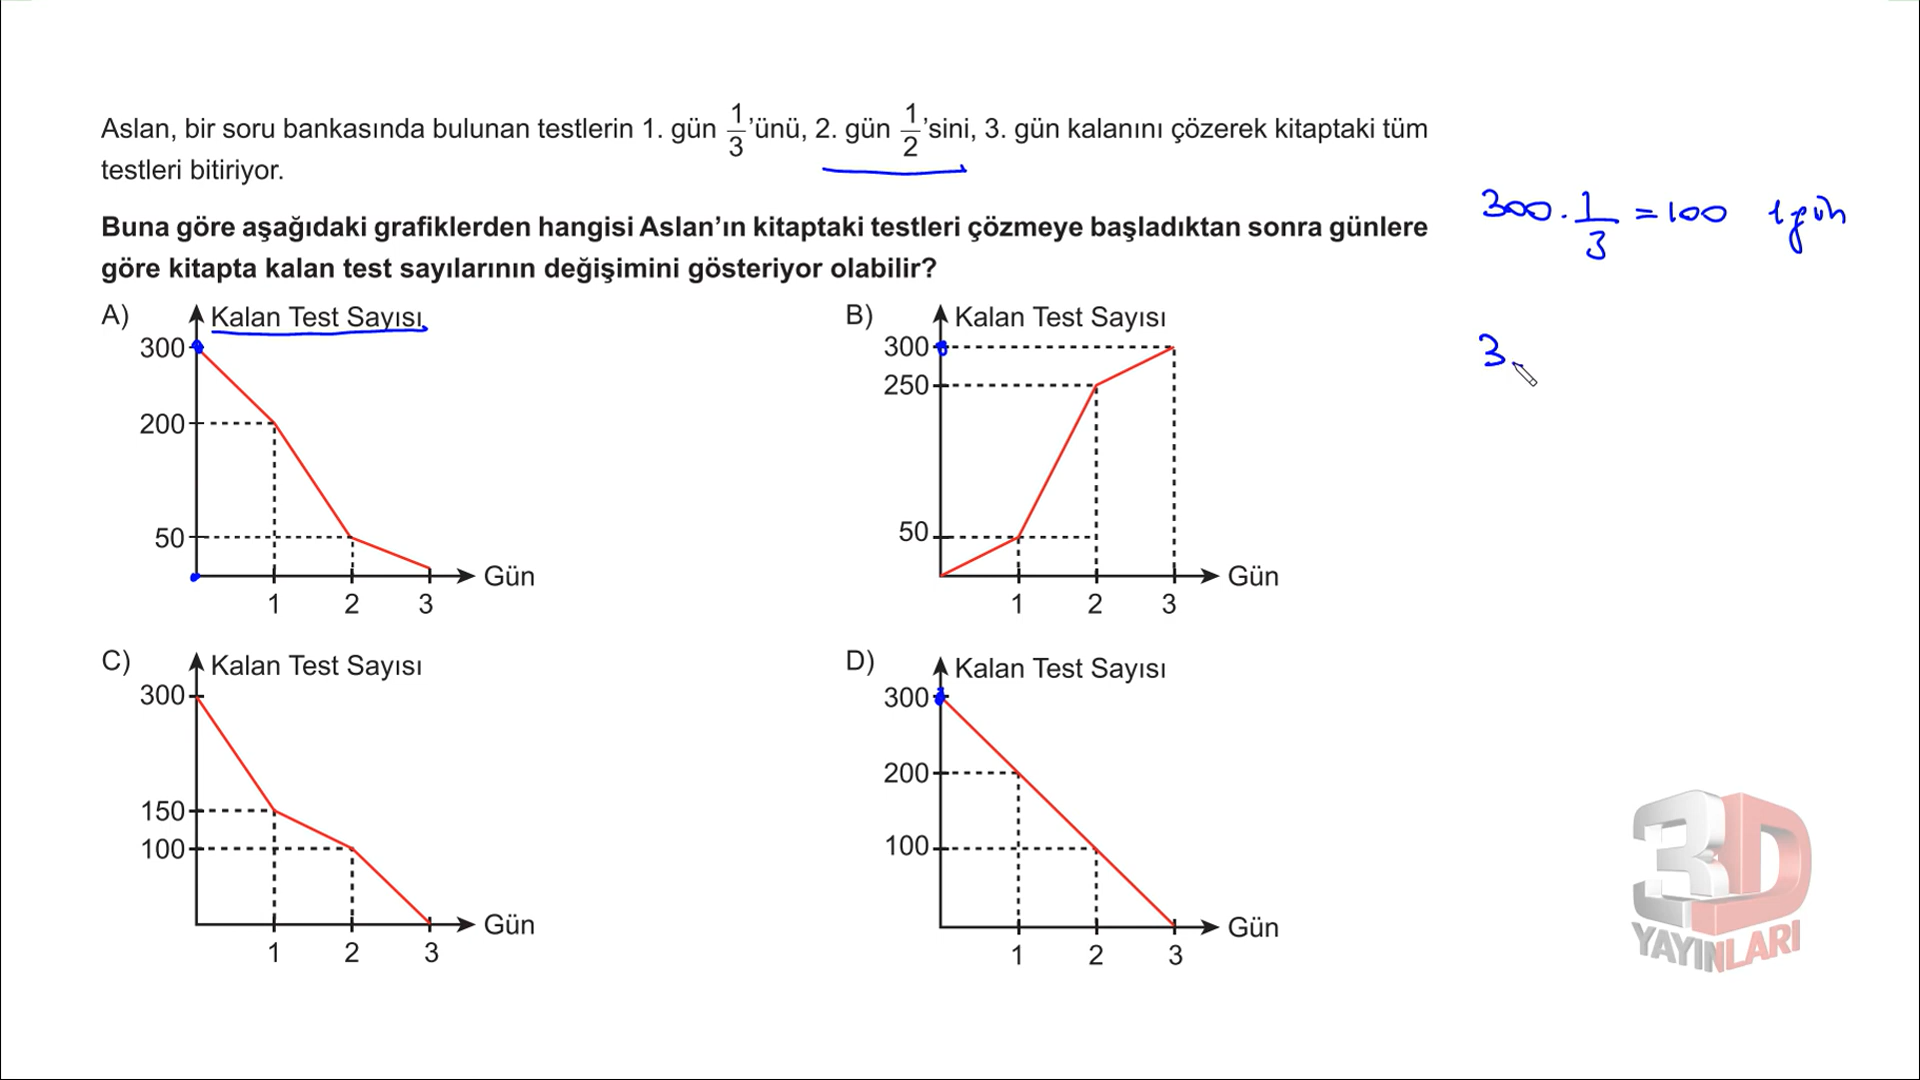 Aslan, bir soru bankasında bulunan testlerin 1. gün 1/3'ünü, 2. gün 1/2'sini, 3. gün kalanını çözerek kitaptaki tüm
testleri bitiriyor.
Buna göre aşağıdaki grafiklerden hangisi Aslan'ın kitaptaki testleri çözmeye başladıktan sonra günlere
göre kitapta kalan test sayılarının değişimini gösteriyor olabilir?
300 . 1/3 = 100 1 gün
3
A)
Kalan Test Sayısı
300
200
50
1 2 3
Gün
B)
Kalan Test Sayısı
300
250
50
1 2 3
Gün
C)
Kalan Test Sayısı
300
150
100
1 2 3
Gün
D)
Kalan Test Sayısı
300
200
100
1 2 3
Gün
3D
YAYINLARI